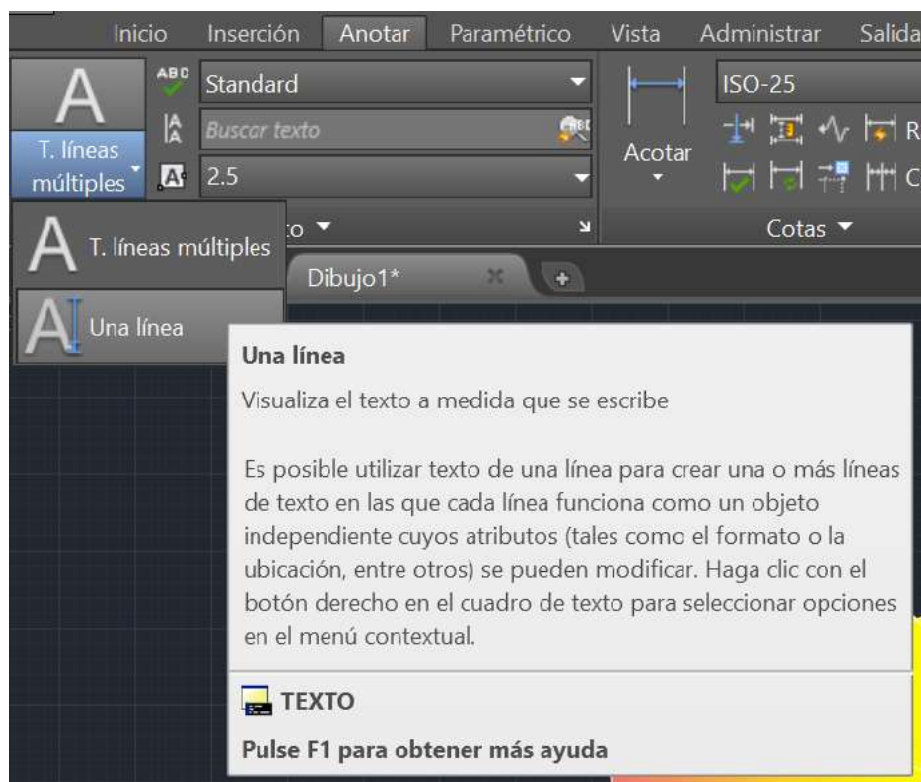 Inicio Inserción Anotar Paramétrico Vista Administrar Salida
ABC Standard ISO-25
Buscar texto
T. líneas
múltiples
2.5
Acotar
R
C
to Cotas
T. líneas múltiples
Dibujo1*
Una línea
Una línea
Visualiza el texto a medida que se escribe
Es posible utilizar texto de una línea para crear una o más líneas
de texto en las que cada línea funciona como un objeto
independiente cuyos atributos (tales como el formato o la
ubicación, entre otros) se pueden modificar. Haga clic con el
botón derecho en el cuadro de texto para seleccionar opciones
en el menú contextual.
TEXTO
Pulse F1 para obtener más ayuda